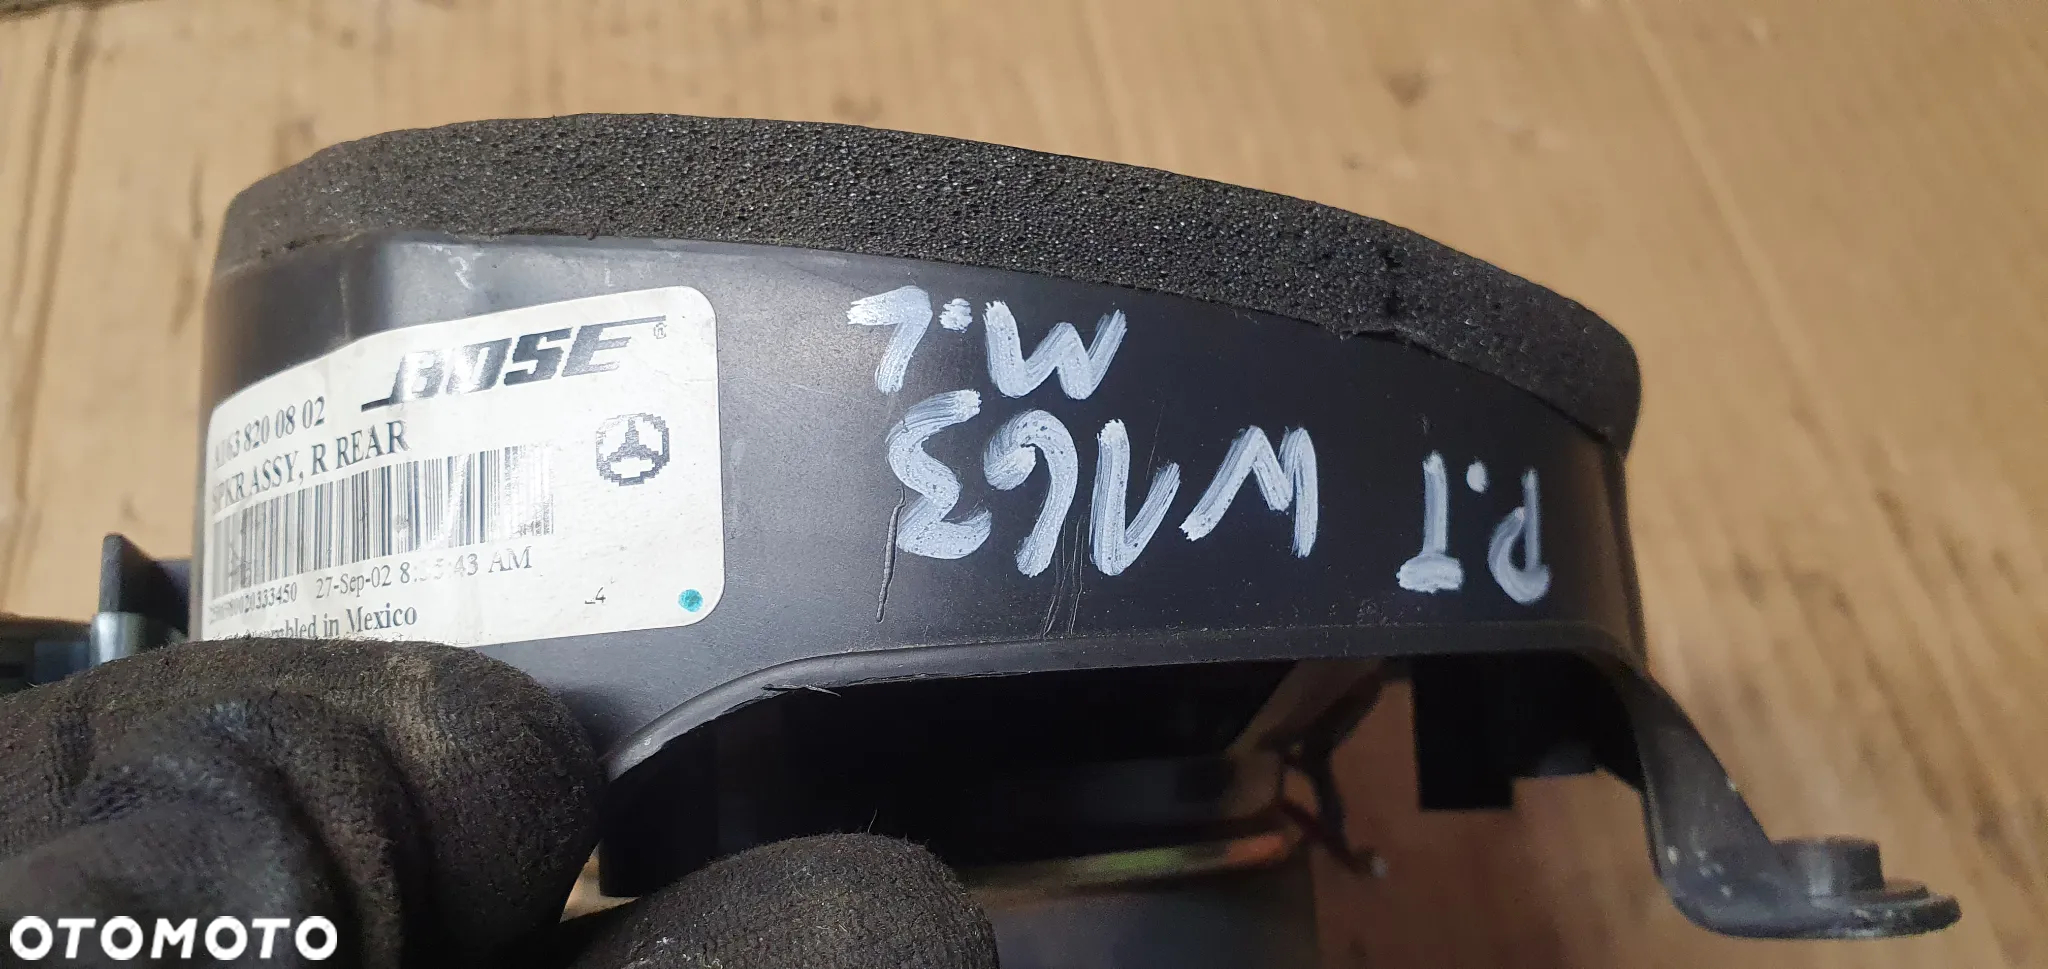 BOSE®
A163 820 08 02
SPKR ASSY, R REAR
27-Sep-02 8:35:43 AM
in Mexico
4
P.T W163 M.L
OTOMOTO